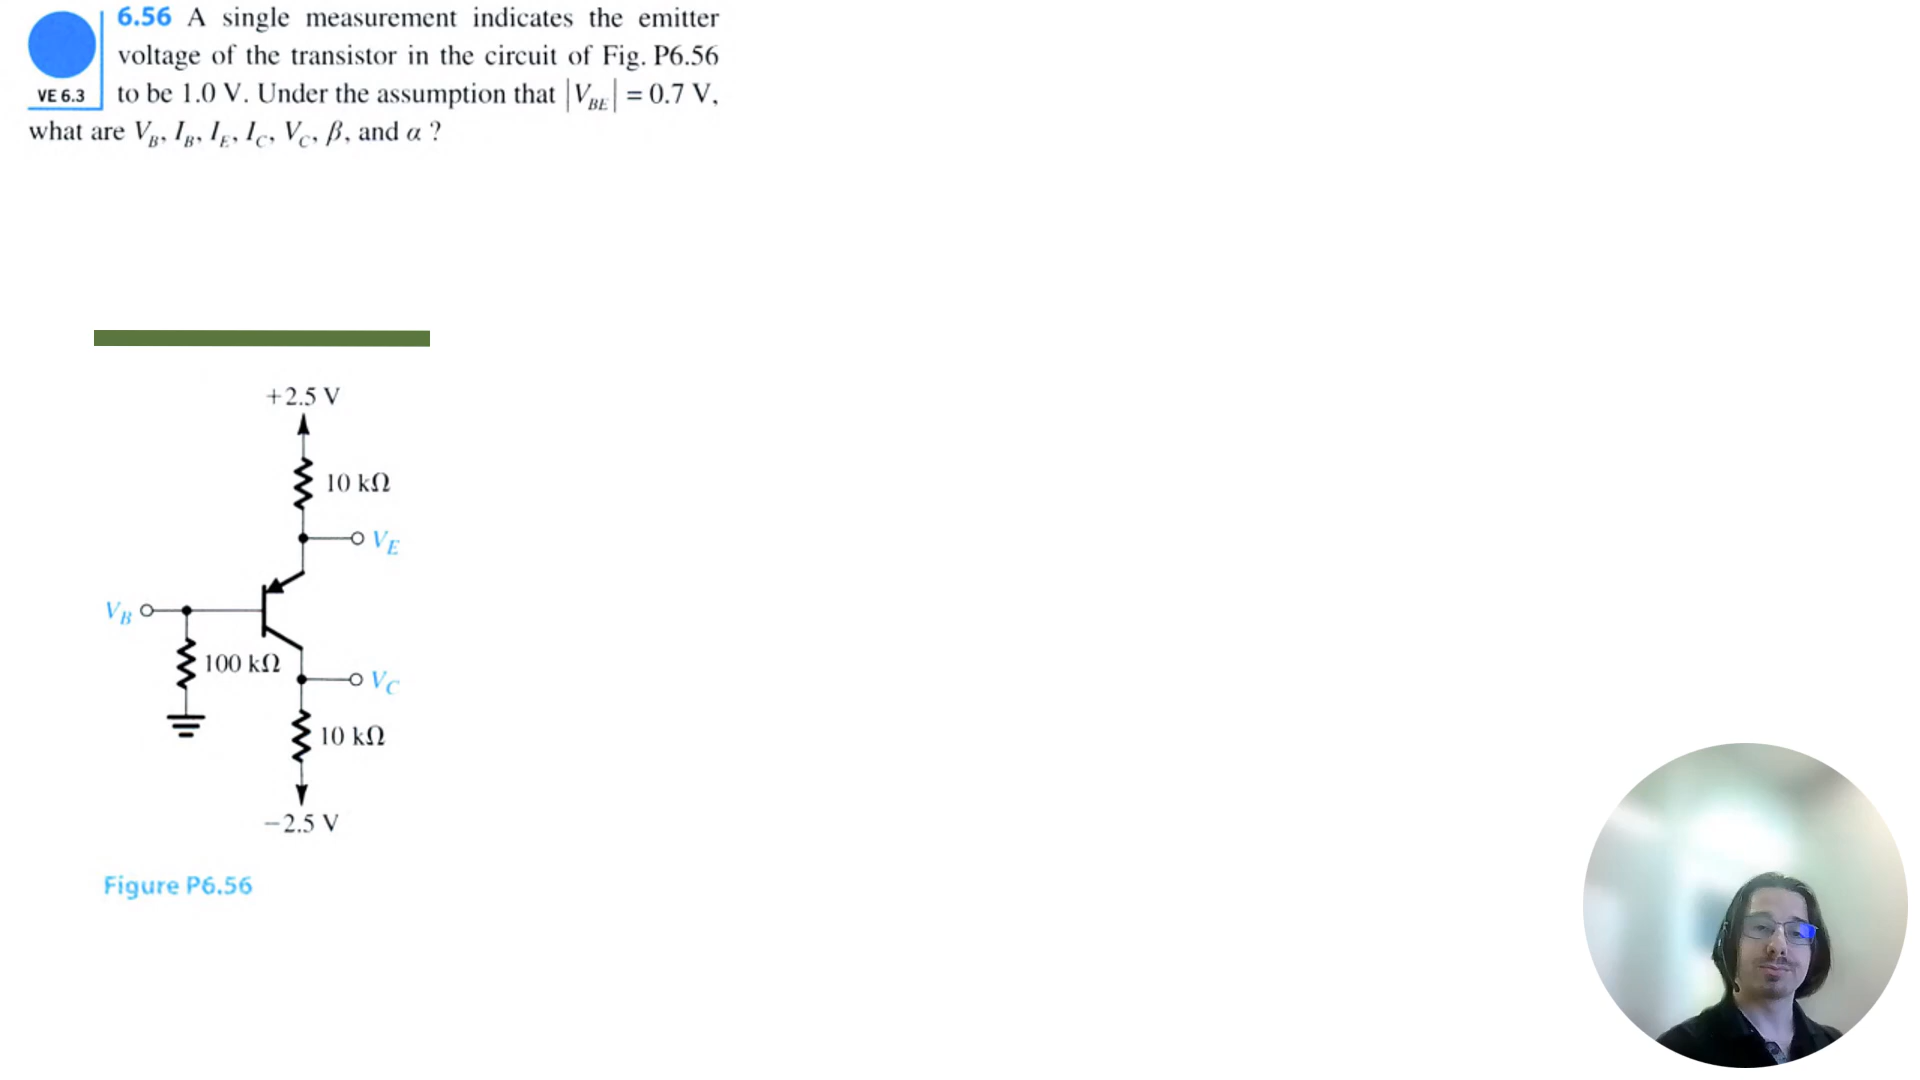 6.56 A single measurement indicates the emitter
voltage of the transistor in the circuit of Fig. P6.56
VE 6.3 to be 1.0 V. Under the assumption that |V_BE| = 0.7 V,
what are V_B, I_B, I_E, I_C, V_C, β, and α ?
+2.5 V
10 kΩ
V_E
V_B
100 kΩ
V_C
10 kΩ
−2.5 V
Figure P6.56